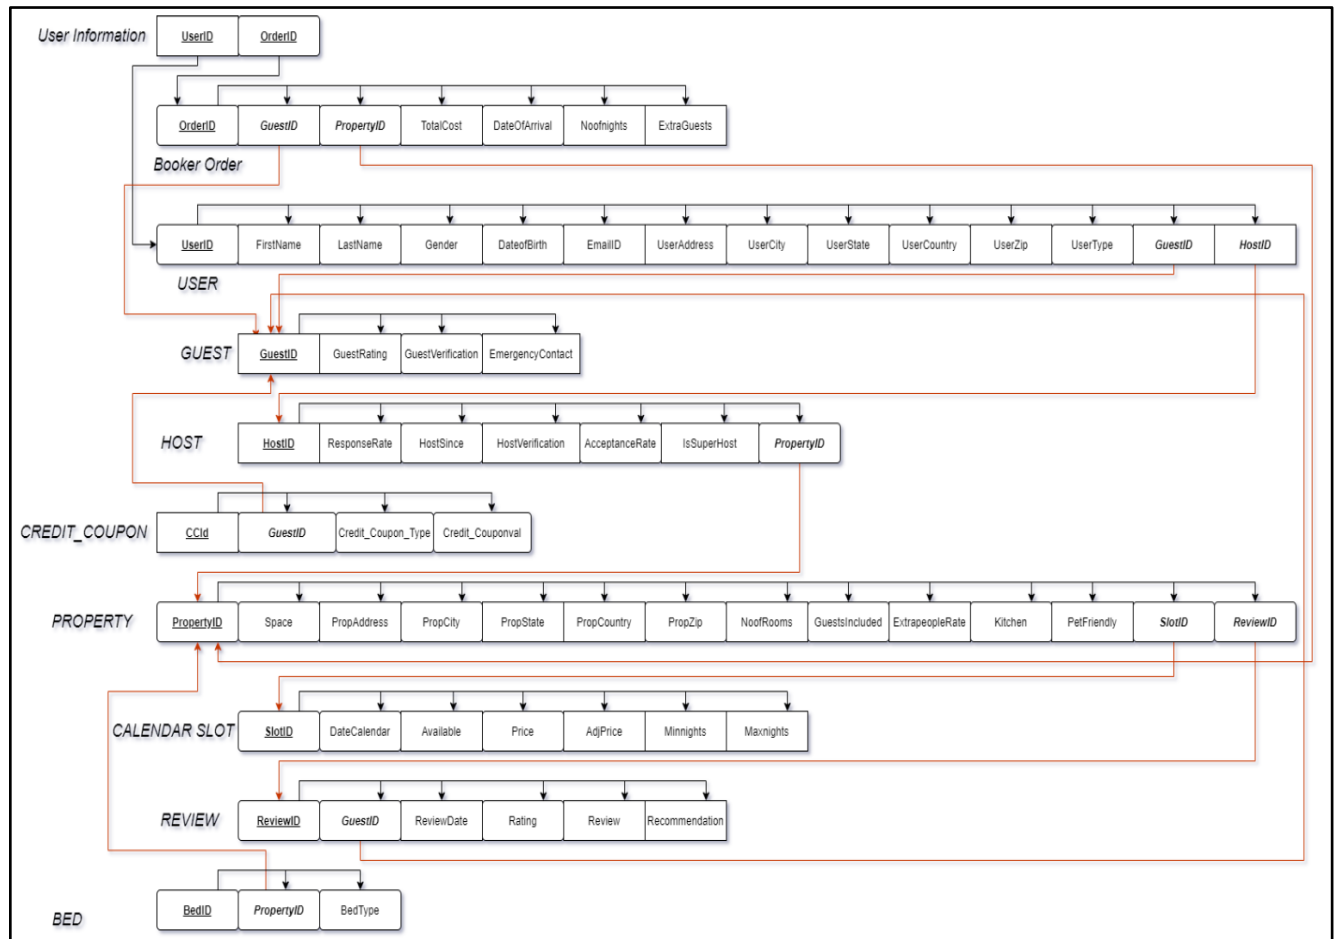 User Information
UserID OrderID
OrderID GuestID PropertyID TotalCost DateOfArrival Noofnights ExtraGuests
Booker Order
UserID FirstName LastName Gender DateofBirth EmailID UserAddress UserCity UserState UserCountry UserZip UserType GuestID HostID
USER
GUEST GuestID GuestRating GuestVerification EmergencyContact
HOST HostID ResponseRate HostSince HostVerification AcceptanceRate IsSuperHost PropertyID
CREDIT_COUPON CCId GuestID Credit_Coupon_Type Credit_Couponval
PROPERTY PropertyID Space PropAddress PropCity PropState PropCountry PropZip NoofRooms GuestsIncluded ExtrapeopleRate Kitchen PetFriendly SlotID ReviewID
CALENDAR SLOT SlotID DateCalendar Available Price AdjPrice Minnights Maxnights
REVIEW ReviewID GuestID ReviewDate Rating Review Recommendation
BED BedID PropertyID BedType